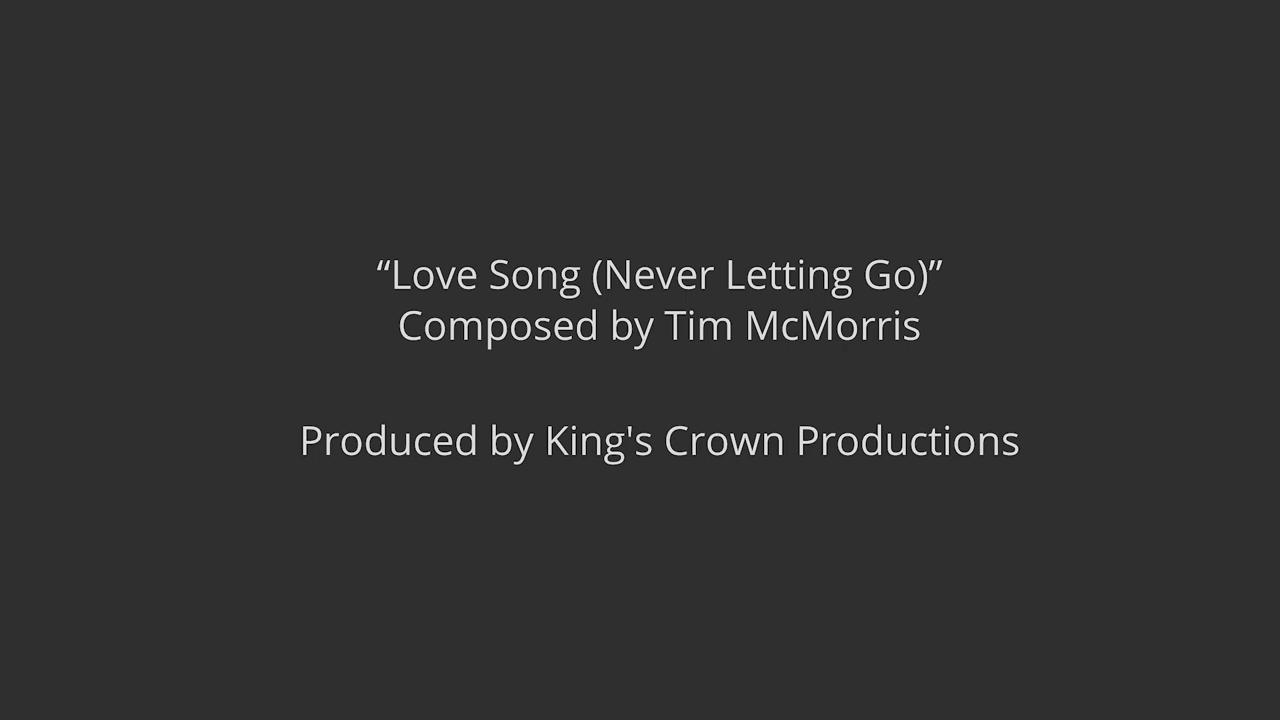 “Love Song (Never Letting Go)”
Composed by Tim McMorris
Produced by King's Crown Productions